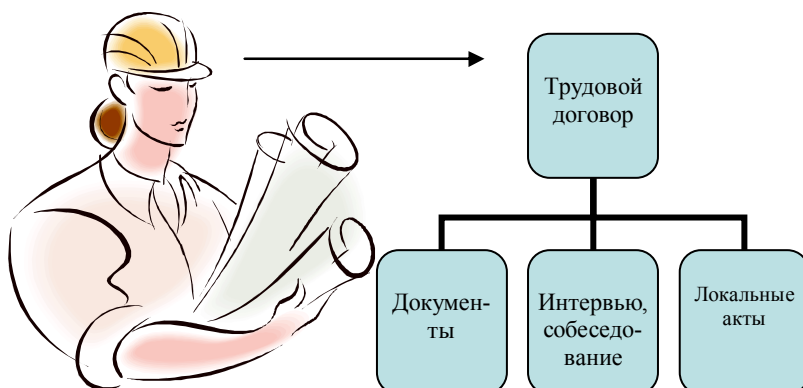 Трудовой
договор
Докумен-
ты
Интервью,
собеседо-
вание
Локальные
акты